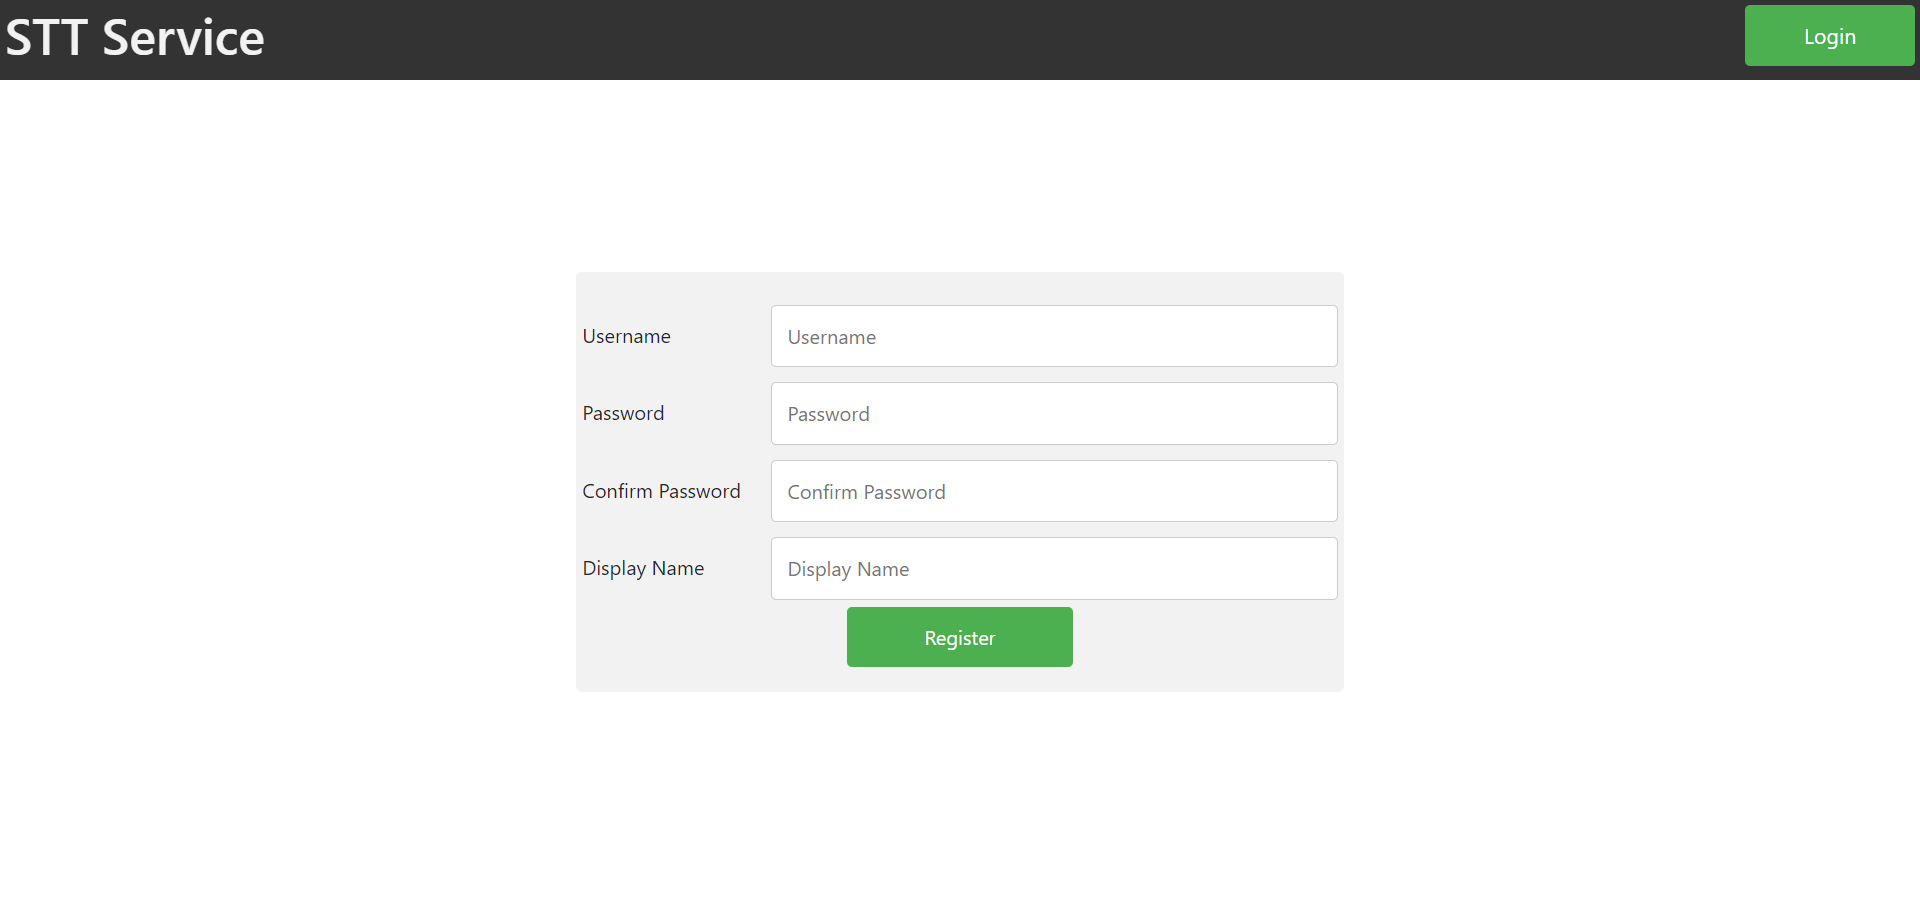 STT Service
Login
Username
Username
Password
Password
Confirm Password
Confirm Password
Display Name
Display Name
Register